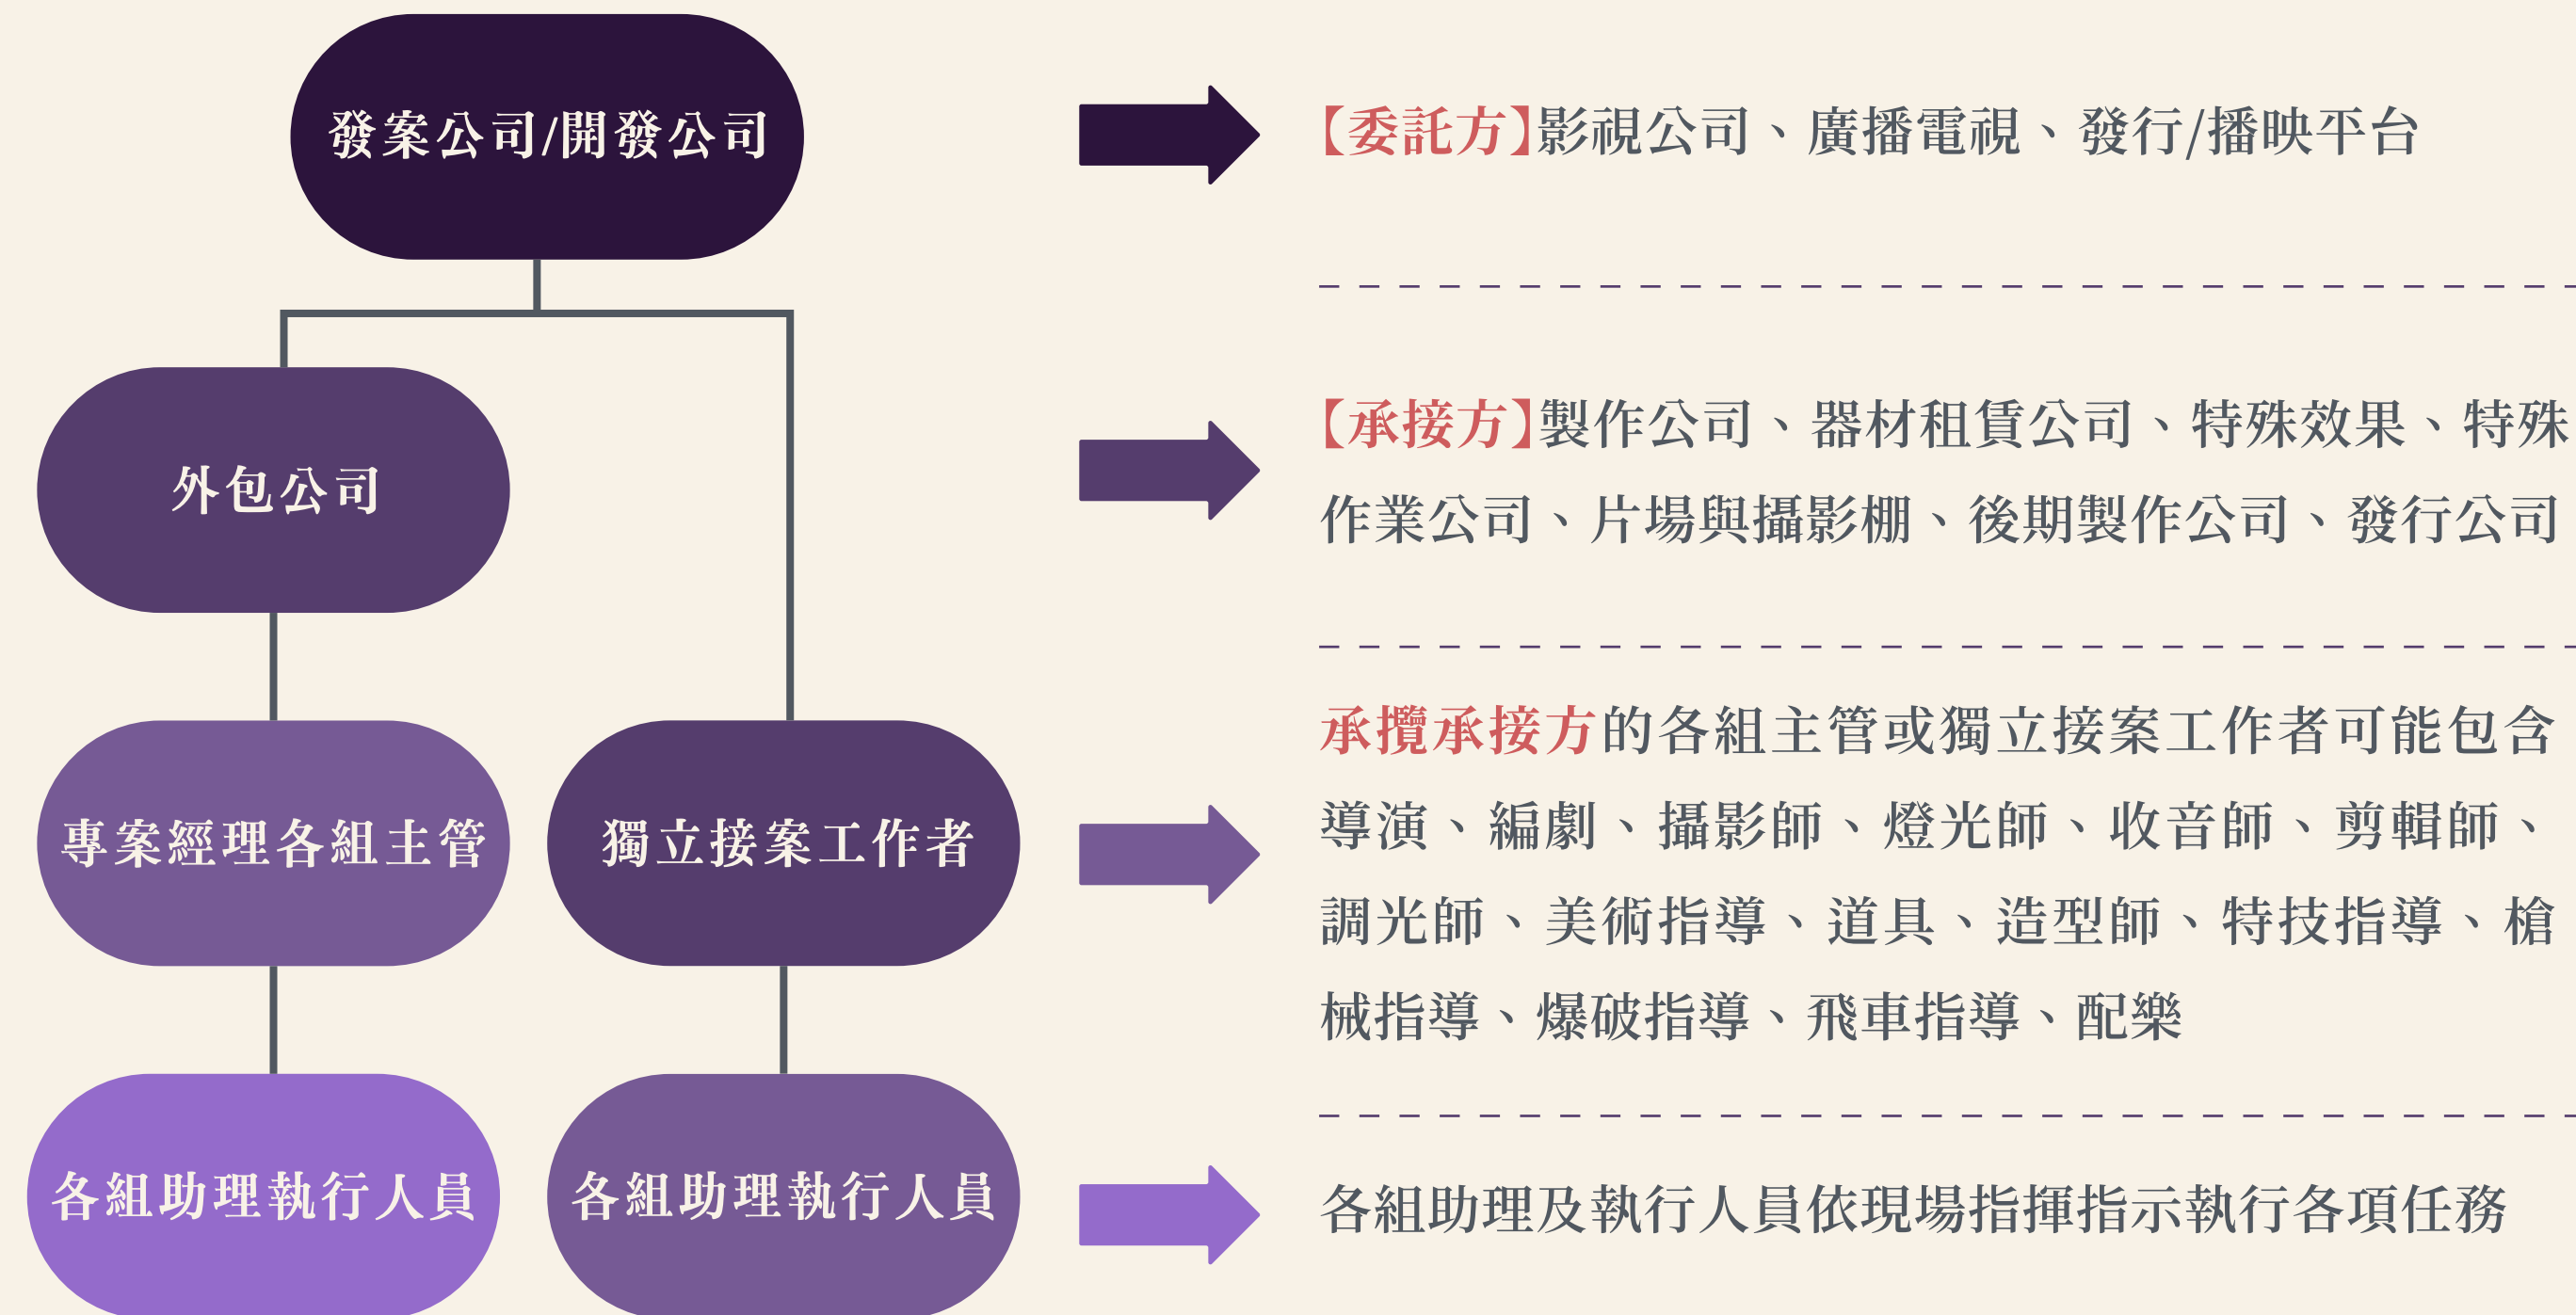 發案公司/開發公司
【委託方】影視公司、廣播電視、發行/播映平台
外包公司
【承接方】製作公司、器材租賃公司、特殊效果、特殊
作業公司、片場與攝影棚、後期製作公司、發行公司
專案經理各組主管
獨立接案工作者
承攬承接方的各組主管或獨立接案工作者可能包含
導演、編劇、攝影師、燈光師、收音師、剪輯師、
調光師、美術指導、道具、造型師、特技指導、槍
械指導、爆破指導、飛車指導、配樂
各組助理執行人員
各組助理執行人員
各組助理及執行人員依現場指揮指示執行各項任務